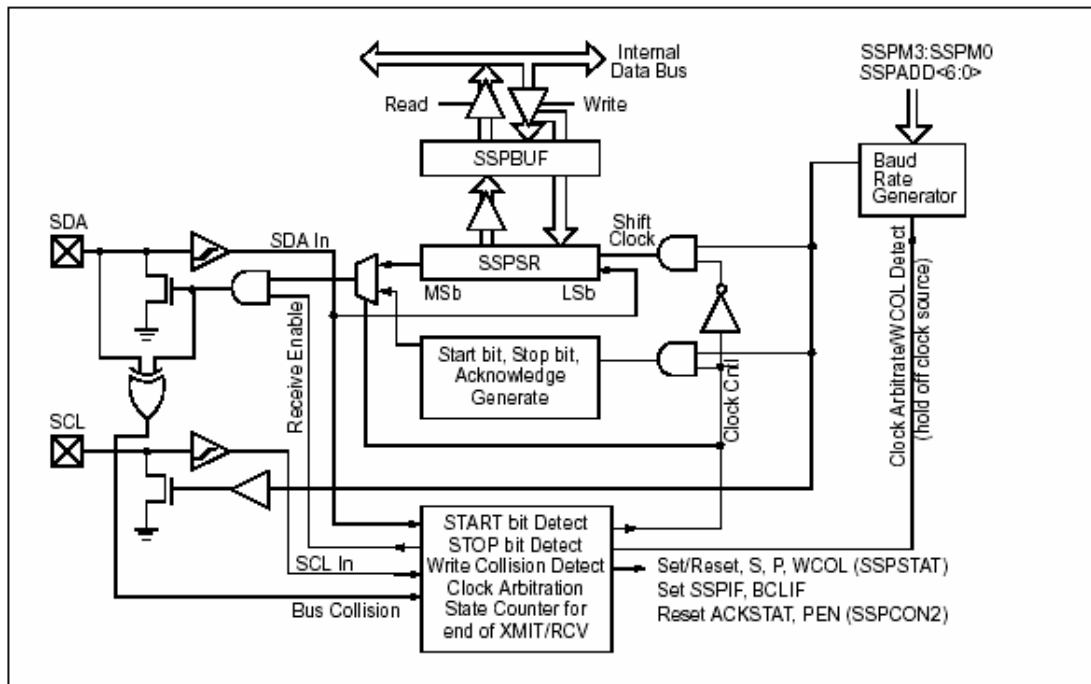 Internal
Data Bus
SSPM3:SSPM0
SSPADD<6:0>
Read
Write
SSPBUF
Baud
Rate
Generator
SDA
SDA In
Shift
Clock
SSPSR
MSb
LSb
Start bit, Stop bit,
Acknowledge
Generate
Receive Enable
Clock Cntl
Clock Arbitrate/WCOL Detect
(hold off clock source)
SCL
START bit Detect
STOP bit Detect
Write Collision Detect
Clock Arbitration
State Counter for
end of XMIT/RCV
SCL In
Bus Collision
Set/Reset, S, P, WCOL (SSPSTAT)
Set SSPIF, BCLIF
Reset ACKSTAT, PEN (SSPCON2)